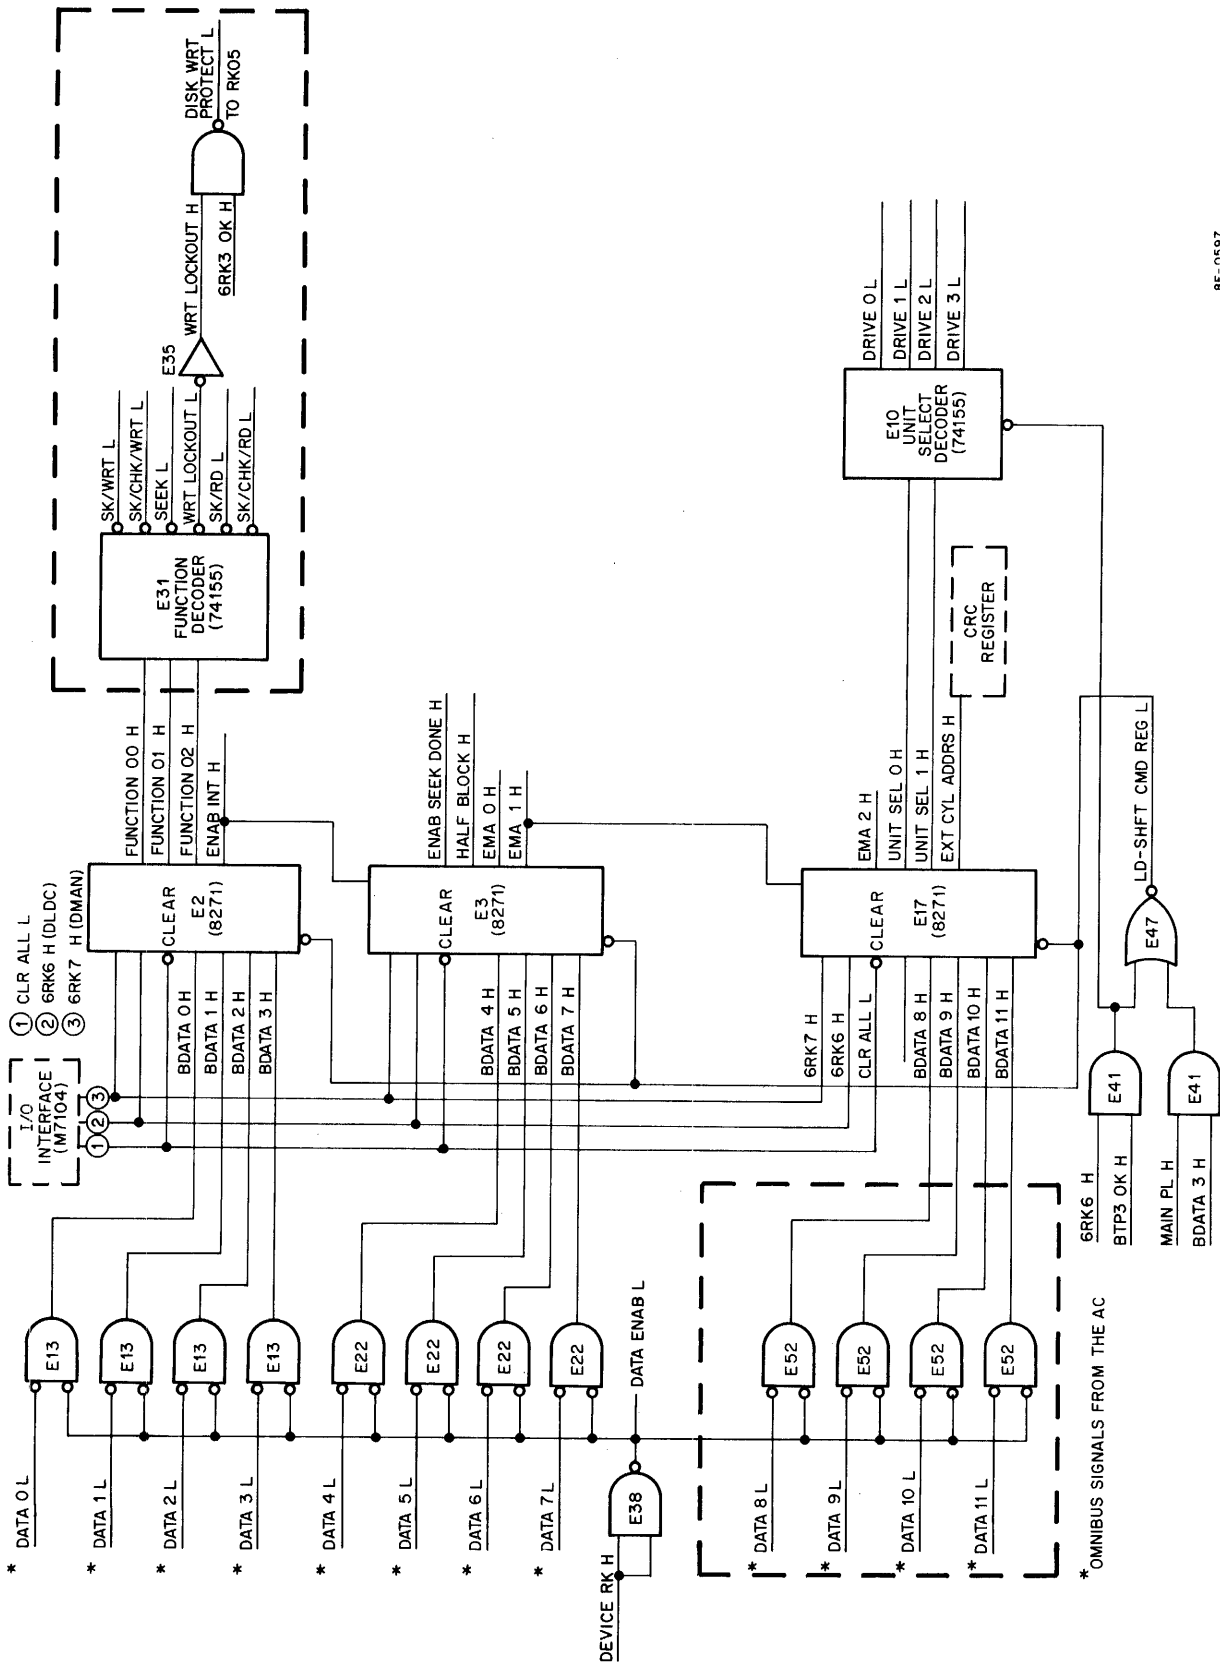 * DATA 0 L
* DATA 1 L
* DATA 2 L
* DATA 3 L
* DATA 4 L
* DATA 5 L
* DATA 6 L
* DATA 7 L
DEVICE RK H
* DATA 8 L
* DATA 9 L
* DATA 10 L
* DATA 11 L
* OMNIBUS SIGNALS FROM THE AC
E13
E13
E13
E13
E22
E22
E22
E22
E38
DATA ENAB L
E52
E52
E52
E52
I/O
INTERFACE
(M7104)
1 CLR ALL L
2 6RK6 H (DLDC)
3 6RK7 H (DMAN)
1
2
3
BDATA 0 H
BDATA 1 H
BDATA 2 H
BDATA 3 H
CLEAR
E2
(8271)
FUNCTION 00 H
FUNCTION 01 H
FUNCTION 02 H
ENAB INT H
BDATA 4 H
BDATA 5 H
BDATA 6 H
BDATA 7 H
CLEAR
E3
(8271)
ENAB SEEK DONE H
HALF BLOCK H
EMA 0 H
EMA 1 H
6RK7 H
6RK6 H
CLR ALL L
BDATA 8 H
BDATA 9 H
BDATA 10 H
BDATA 11 H
CLEAR
E17
(8271)
EMA 2 H
UNIT SEL 0 H
UNIT SEL 1 H
EXT CYL ADDRS H
6RK6 H
BTP3 OK H
MAIN PL H
BDATA 3 H
E41
E41
E47
LD-SHFT CMD REG L
CRC
REGISTER
E31
FUNCTION
DECODER
(74155)
SK/WRT L
SK/CHK/WRT L
SEEK L
WRT LOCKOUT L
SK/RD L
SK/CHK/RD L
E35
WRT LOCKOUT H
6RK3 OK H
DISK WRT
PROTECT L
TO RK05
E10
UNIT
SELECT
DECODER
(74155)
DRIVE 0 L
DRIVE 1 L
DRIVE 2 L
DRIVE 3 L